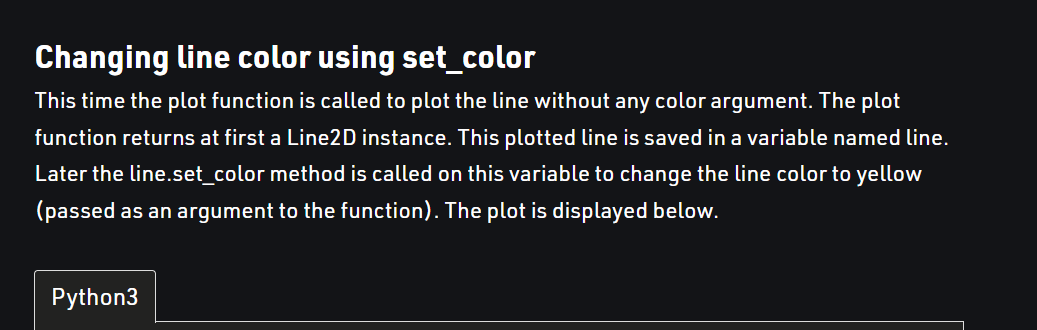 Changing line color using set_color
This time the plot function is called to plot the line without any color argument. The plot
function returns at first a Line2D instance. This plotted line is saved in a variable named line.
Later the line.set_color method is called on this variable to change the line color to yellow
(passed as an argument to the function). The plot is displayed below.
Python3